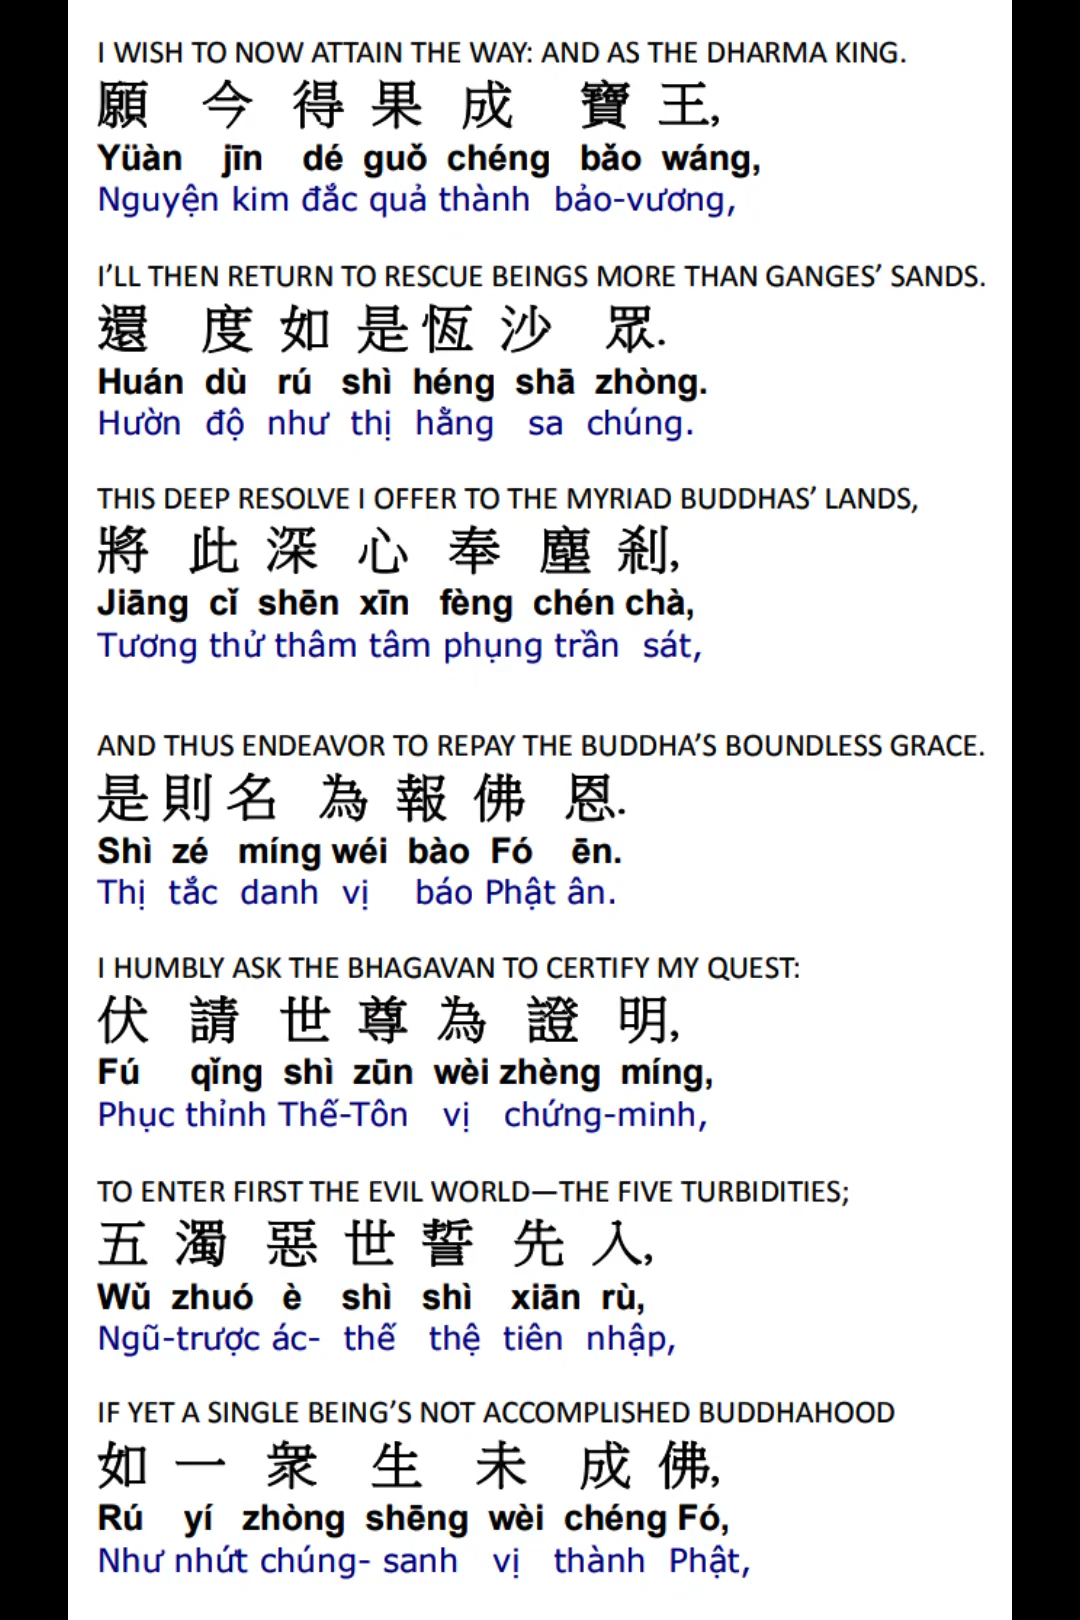 I WISH TO NOW ATTAIN THE WAY: AND AS THE DHARMA KING.
願 今 得 果 成 寶 王,
Yüàn jīn dé guǒ chéng bǎo wáng,
Nguyện kim đắc quả thành bảo-vương,
I’LL THEN RETURN TO RESCUE BEINGS MORE THAN GANGES’ SANDS.
還 度 如 是 恆 沙 眾.
Huán dù rú shì héng shā zhòng.
Hườn độ như thị hằng sa chúng.
THIS DEEP RESOLVE I OFFER TO THE MYRIAD BUDDHAS’ LANDS,
將 此 深 心 奉 塵 剎,
Jiāng cǐ shēn xīn fèng chén chà,
Tương thử thâm tâm phụng trần sát,
AND THUS ENDEAVOR TO REPAY THE BUDDHA’S BOUNDLESS GRACE.
是 則 名 為 報 佛 恩.
Shì zé míng wéi bào Fó ēn.
Thị tắc danh vị báo Phật ân.
I HUMBLY ASK THE BHAGAVAN TO CERTIFY MY QUEST:
伏 請 世 尊 為 證 明,
Fú qǐng shì zūn wèi zhèng míng,
Phục thỉnh Thế-Tôn vị chứng-minh,
TO ENTER FIRST THE EVIL WORLD—THE FIVE TURBIDITIES;
五 濁 惡 世 誓 先 入,
Wǔ zhuó è shì shì xiān rù,
Ngũ-trược ác- thế thệ tiên nhập,
IF YET A SINGLE BEING’S NOT ACCOMPLISHED BUDDHAHOOD
如 一 衆 生 未 成 佛,
Rú yí zhòng shēng wèi chéng Fó,
Như nhứt chúng- sanh vị thành Phật,